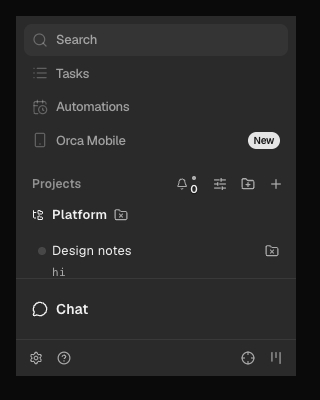 Search
Tasks
Automations
Orca Mobile New
Projects 0
Platform
Design notes
hi
Chat